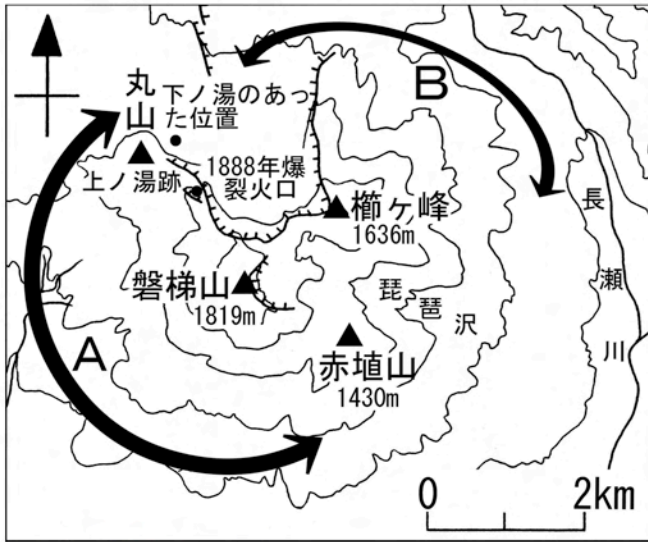 丸山
下ノ湯のあっ
た位置
上ノ湯跡
1888年爆
裂火口
B
櫛ヶ峰
1636m
磐梯山
1819m
琵琶沢
長瀬川
赤埴山
1430m
A
0 2km